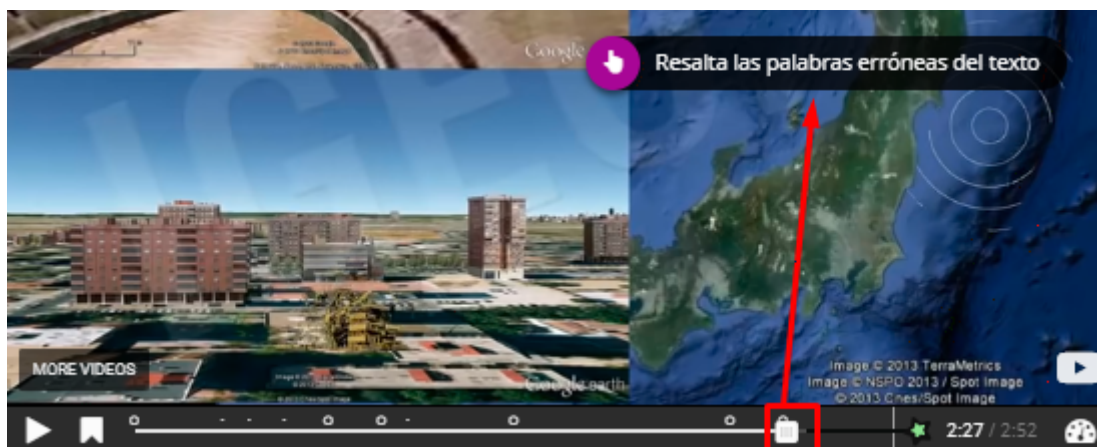 Google
Resalta las palabras erróneas del texto
MORE VIDEOS
Google earth
Image © 2013 TerraMetrics
Image © NSPO 2013 / Spot Image
© 2013 Cnes/Spot Image
2:27 / 2:52